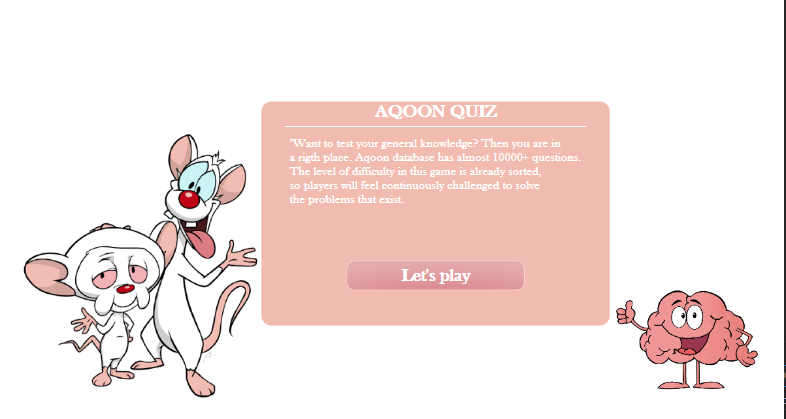 AQOON QUIZ
"Want to test your general knowledge? Then you are in
a rigth place. Aqoon database has almost 10000+ questions.
The level of difficulty in this game is already sorted,
so players will feel continuously challenged to solve
the problems that exist.
Let's play